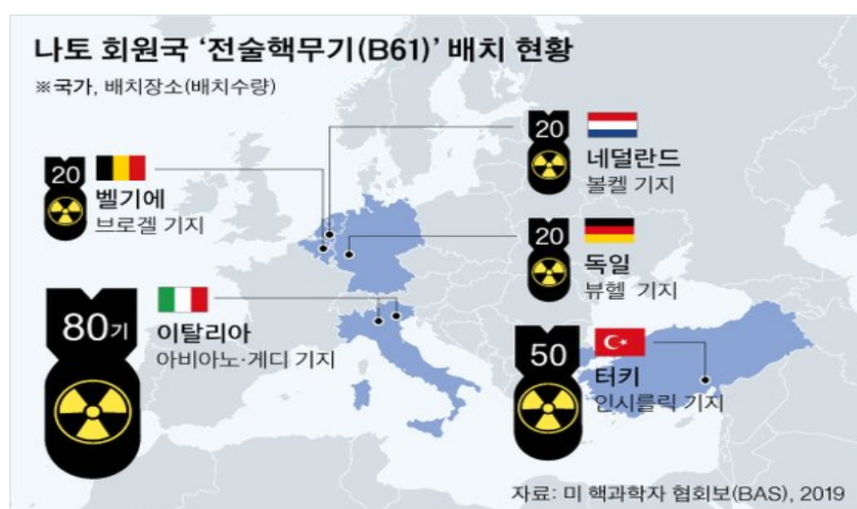 나토 회원국 ‘전술핵무기(B61)’ 배치 현황
※국가, 배치장소(배치수량)
20
벨기에
브로겔 기지
20
네덜란드
볼켈 기지
20
독일
뷰헬 기지
80기
이탈리아
아비아노·게디 기지
50
터키
인시를릭 기지
자료: 미 핵과학자 협회보(BAS), 2019